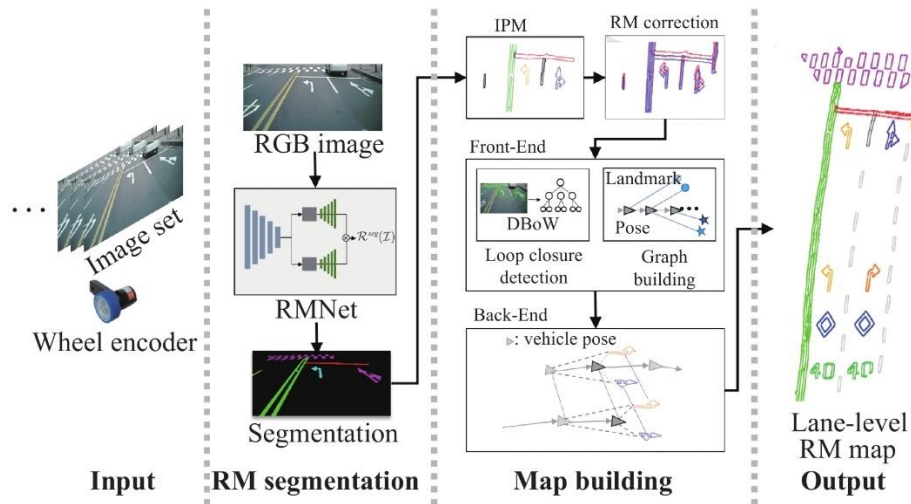 ...
Image set
Wheel encoder
Input
RGB image
RMNet
ℛˢᵉᵍ(ℐ)
Segmentation
RM segmentation
IPM
RM correction
Front-End
DBoW
Loop closure
detection
Landmark
Pose
...
Graph
building
Back-End
: vehicle pose
Map building
40 40
Lane-level
RM map
Output